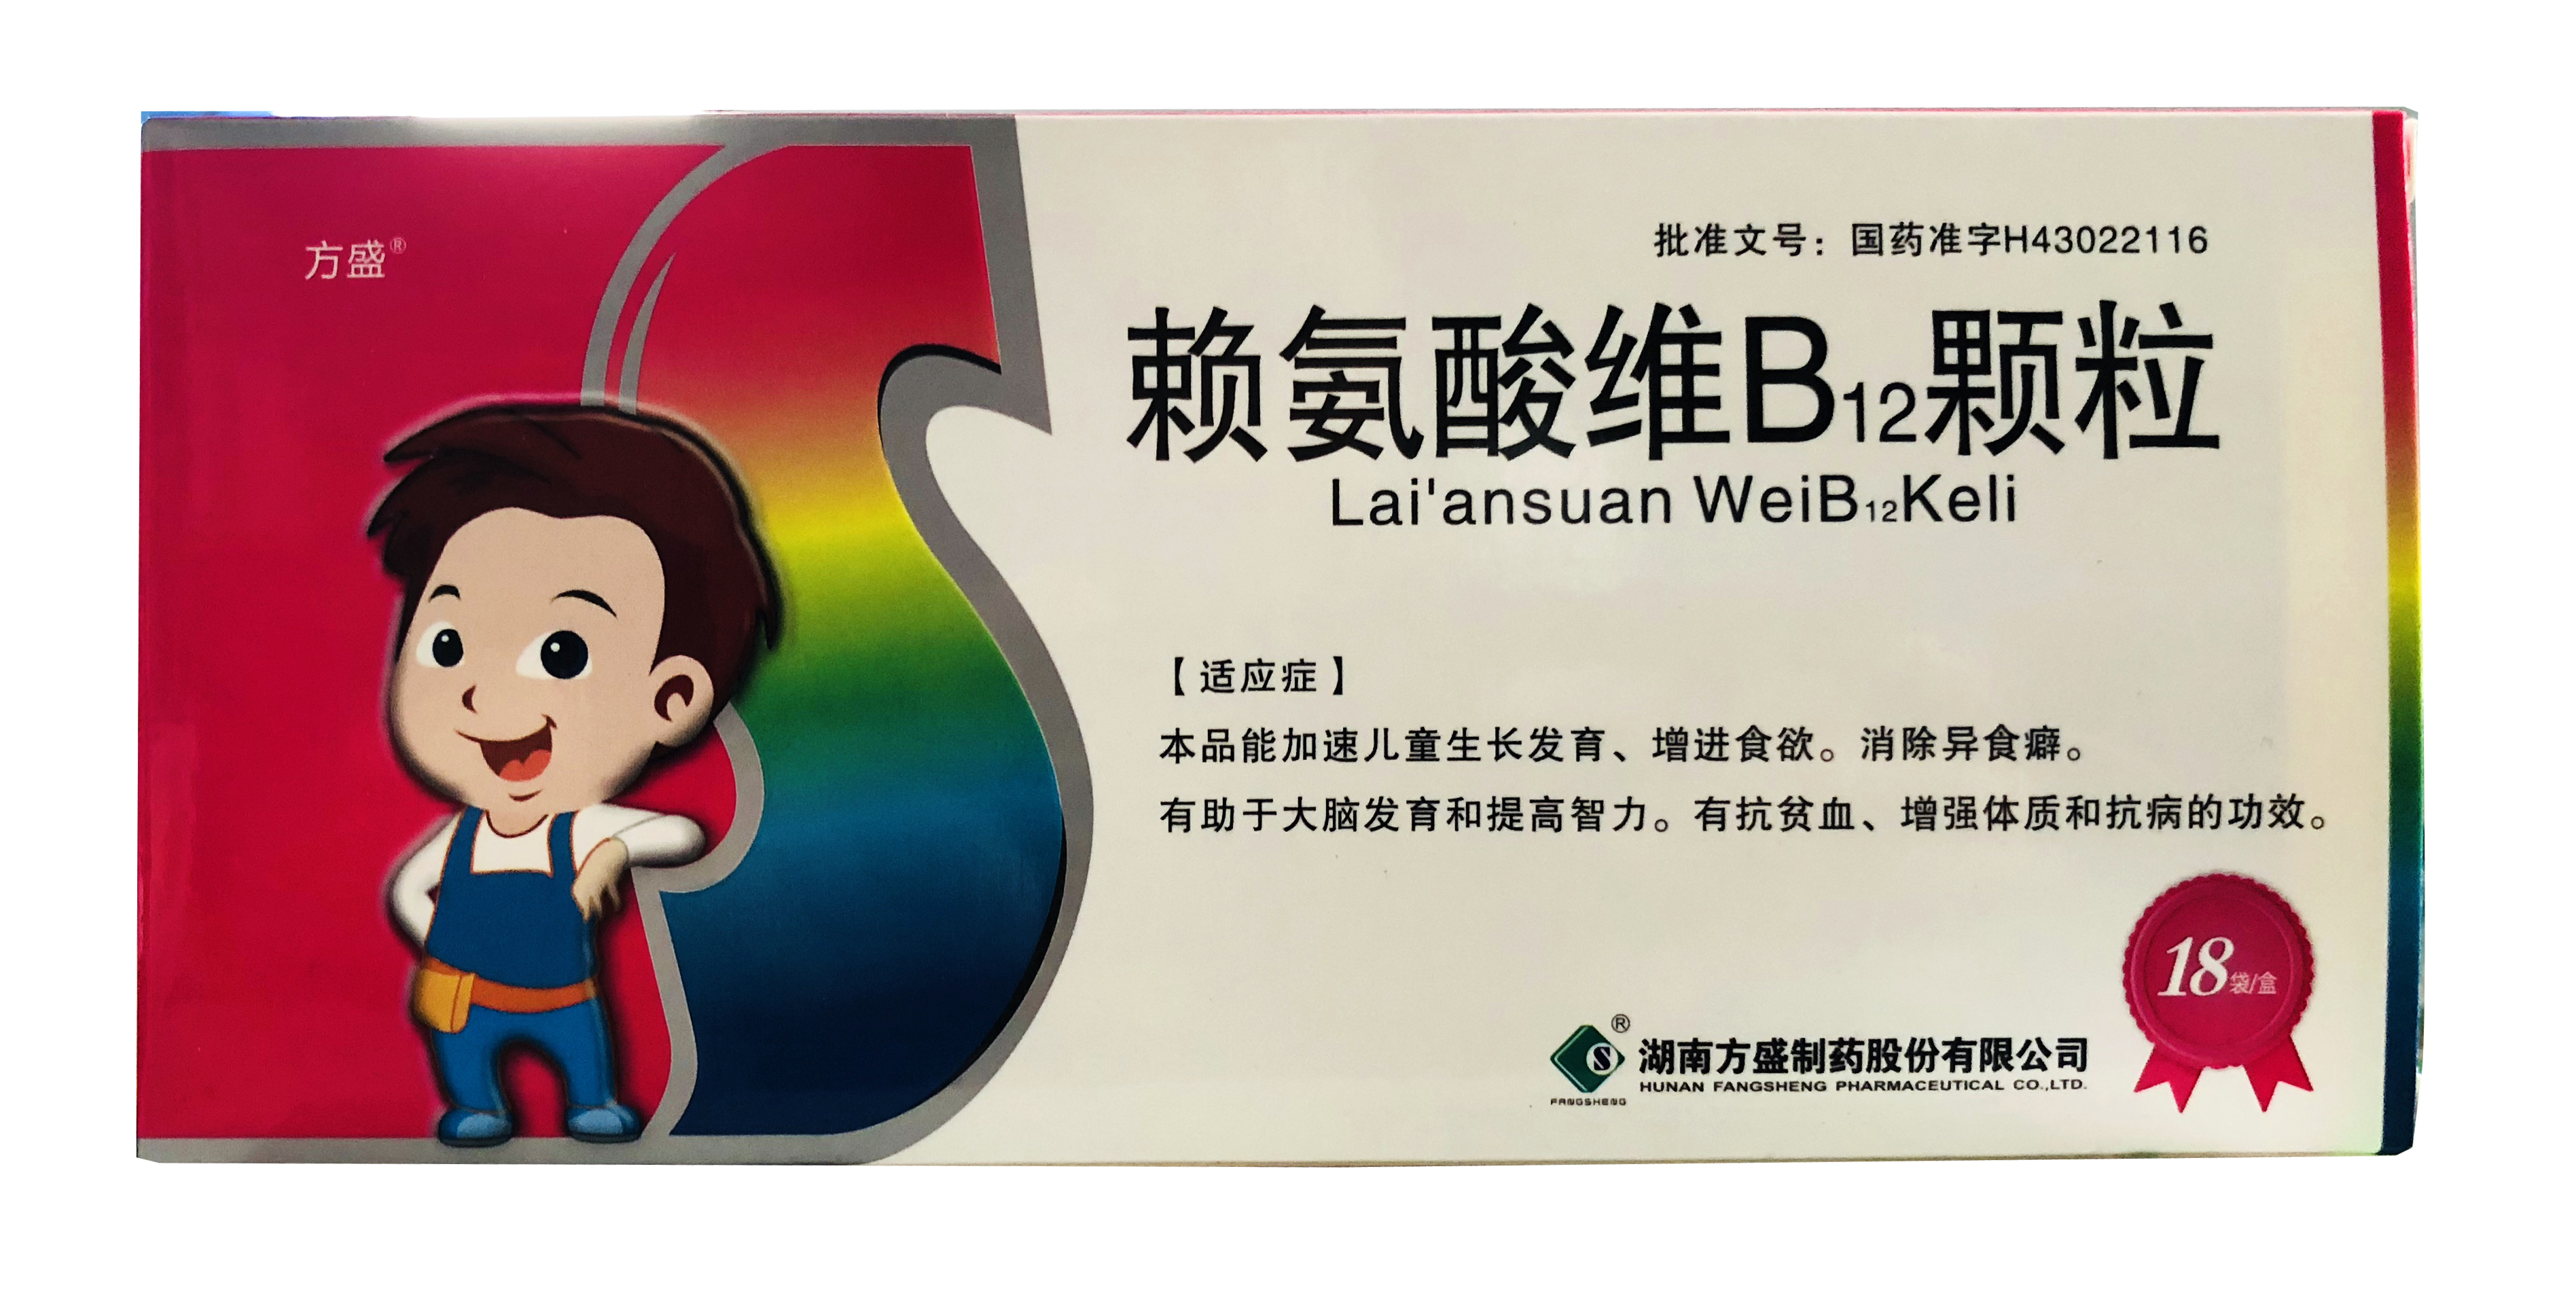 方盛®
批准文号：国药准字H43022116
赖氨酸维B12颗粒
Lai'ansuan WeiB12Keli
【适应症】
本品能加速儿童生长发育、增进食欲。消除异食癖。
有助于大脑发育和提高智力。有抗贫血、增强体质和抗病的功效。
18袋/盒
®
S
湖南方盛制药股份有限公司
HUNAN FANGSHENG PHARMACEUTICAL CO.,LTD.
FANGSHENG